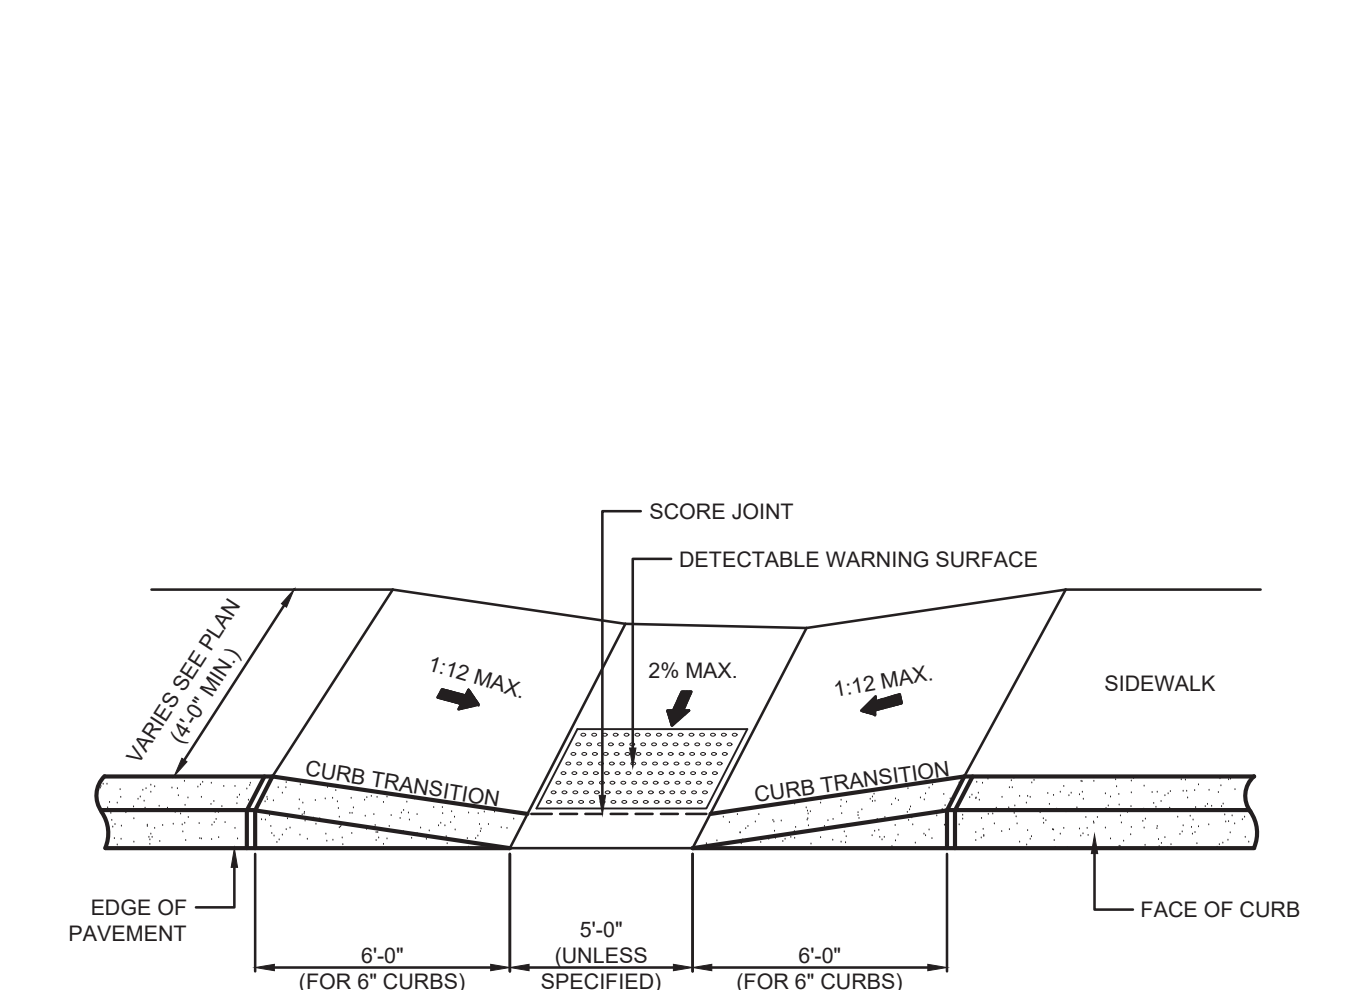 SCORE JOINT
DETECTABLE WARNING SURFACE
VARIES SEE PLAN
(4'-0" MIN.)
1:12 MAX.
2% MAX.
1:12 MAX.
SIDEWALK
CURB TRANSITION
CURB TRANSITION
EDGE OF
PAVEMENT
FACE OF CURB
6'-0"
(FOR 6" CURBS)
5'-0"
(UNLESS
SPECIFIED)
6'-0"
(FOR 6" CURBS)